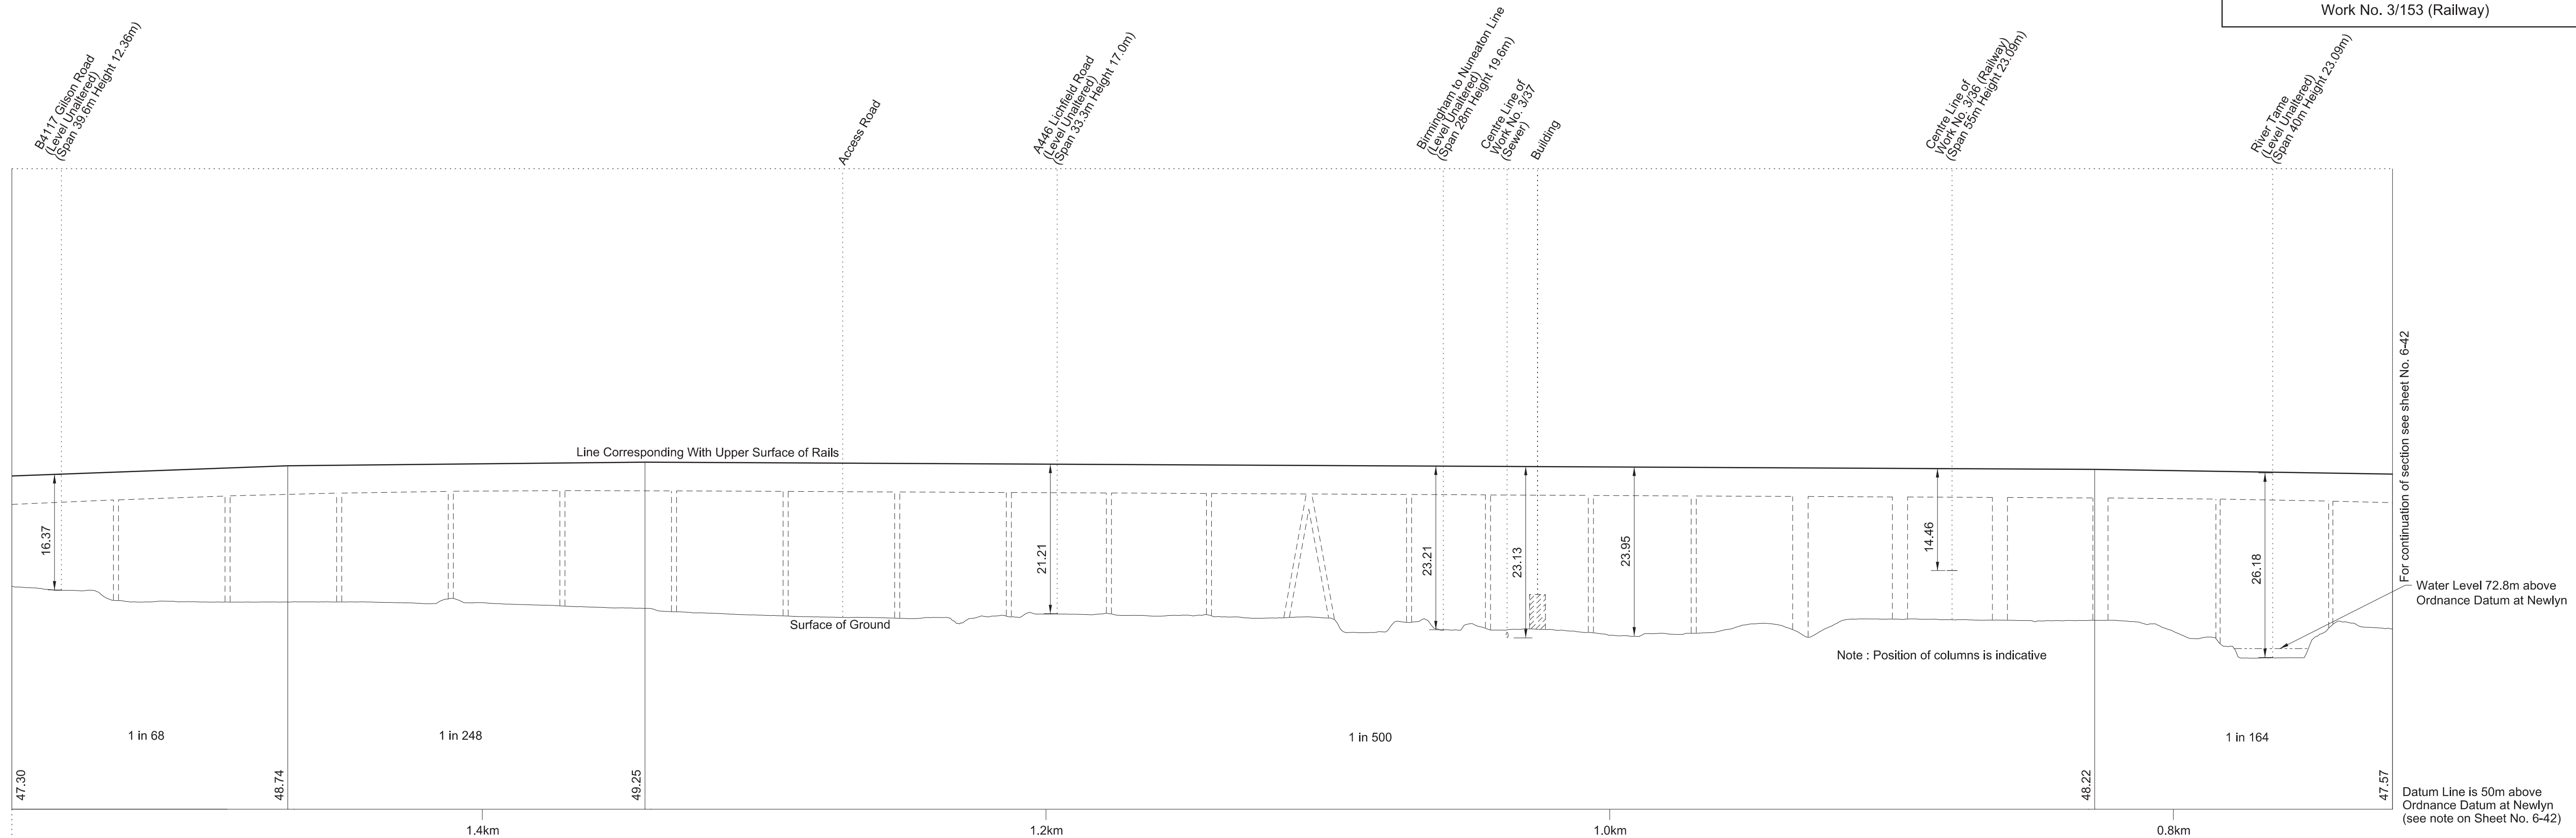 Work No. 3/153 (Railway)
B4117 Gilson Road
(Level Unaltered)
(Span 39.6m Height 12.36m)
Access Road
A446 Lichfield Road
(Level Unaltered)
(Span 33.3m Height 17.0m)
Birmingham to Nuneaton Line
(Level Unaltered)
(Span 28m Height 19.6m)
Centre Line of
Work No. 3/37
(Sewer)
Building
Centre Line of
Work No. 3/36 (Railway)
(Span 55m Height 23.09m)
River Tame
(Level Unaltered)
(Span 40m Height 23.09m)
Line Corresponding With Upper Surface of Rails
16.37
21.21
23.21
23.13
23.95
14.46
26.18
For continuation of section see sheet No. 6-42
Water Level 72.8m above
Ordnance Datum at Newlyn
Surface of Ground
Note : Position of columns is indicative
1 in 68
1 in 248
1 in 500
1 in 164
47.30
48.74
49.25
48.22
47.57
Datum Line is 50m above
Ordnance Datum at Newlyn
(see note on Sheet No. 6-42)
1.4km
1.2km
1.0km
0.8km